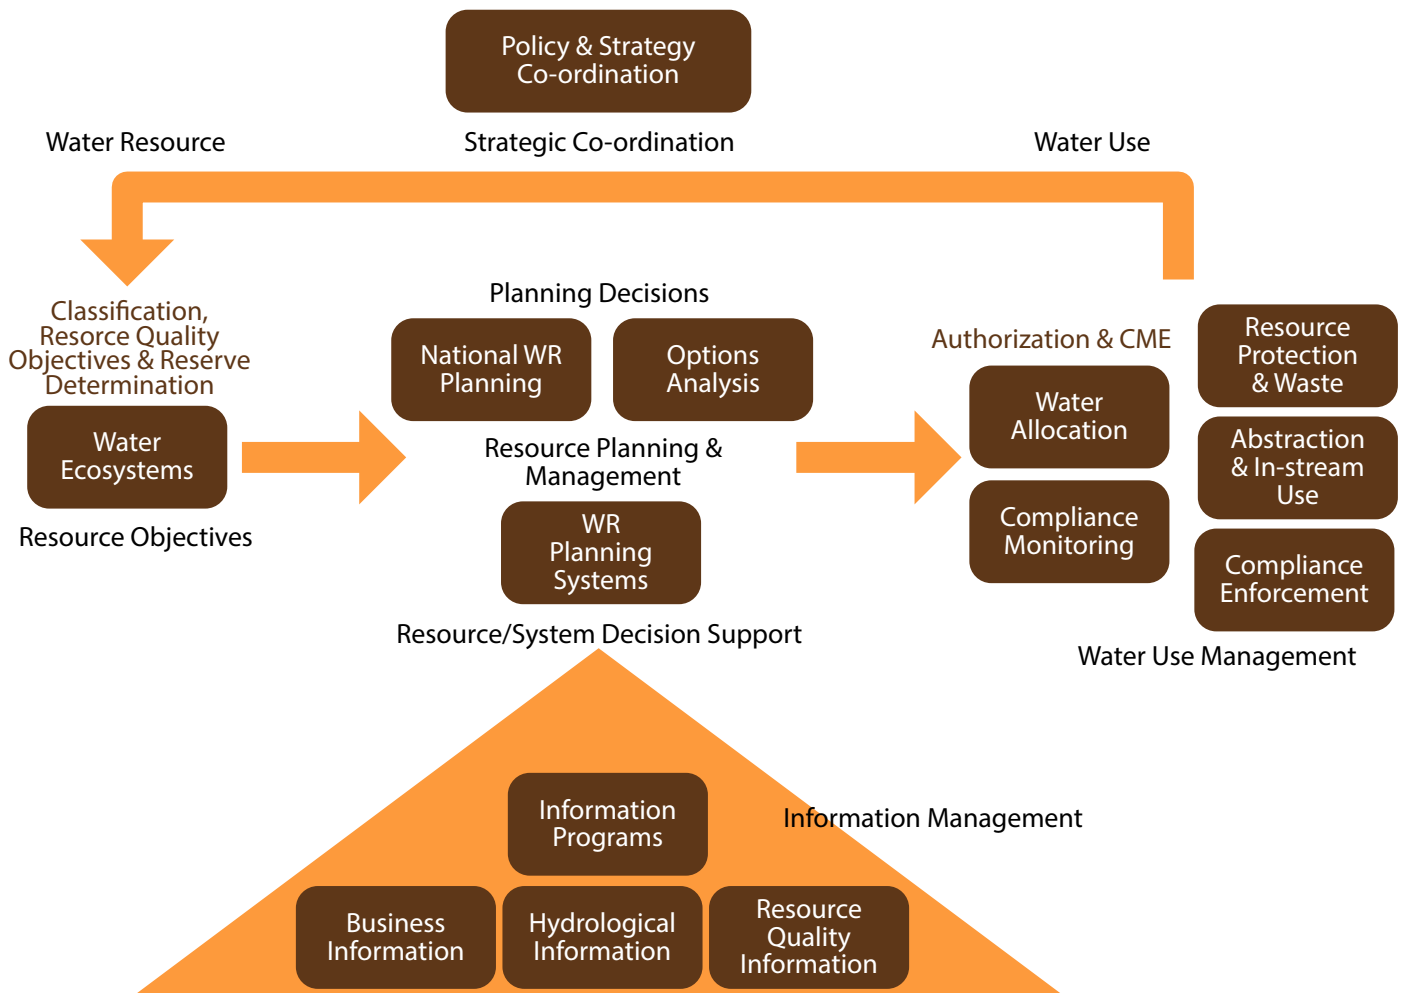 Policy & Strategy
Co-ordination
Water Resource
Strategic Co-ordination
Water Use
Classification,
Resorce Quality
Objectives & Reserve
Determination
Water
Ecosystems
Resource Objectives
Planning Decisions
National WR
Planning
Options
Analysis
Resource Planning &
Management
WR
Planning
Systems
Resource/System Decision Support
Authorization & CME
Water
Allocation
Compliance
Monitoring
Resource
Protection
& Waste
Abstraction
& In-stream
Use
Compliance
Enforcement
Water Use Management
Information
Programs
Information Management
Business
Information
Hydrological
Information
Resource
Quality
Information